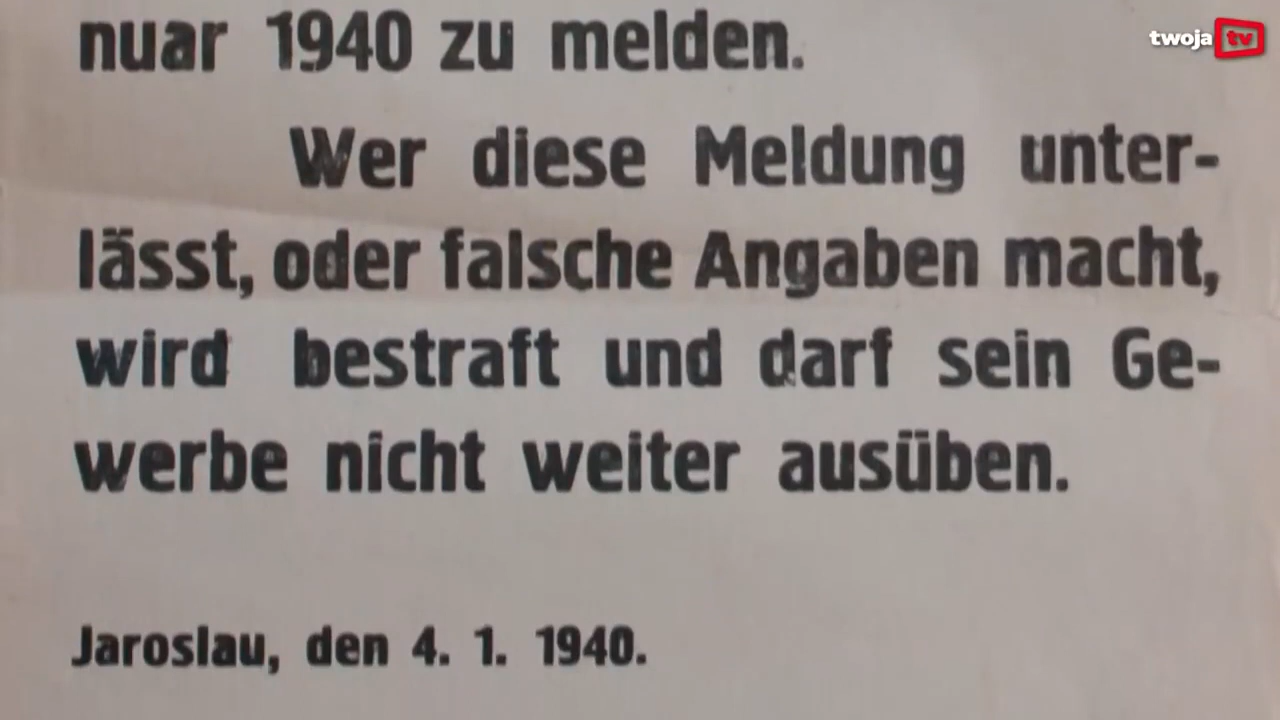 twoja tv
nuar 1940 zu melden.
Wer diese Meldung unter-
lässt, oder falsche Angaben macht,
wird bestraft und darf sein Ge-
werbe nicht weiter ausüben.
Jaroslau, den 4. 1. 1940.